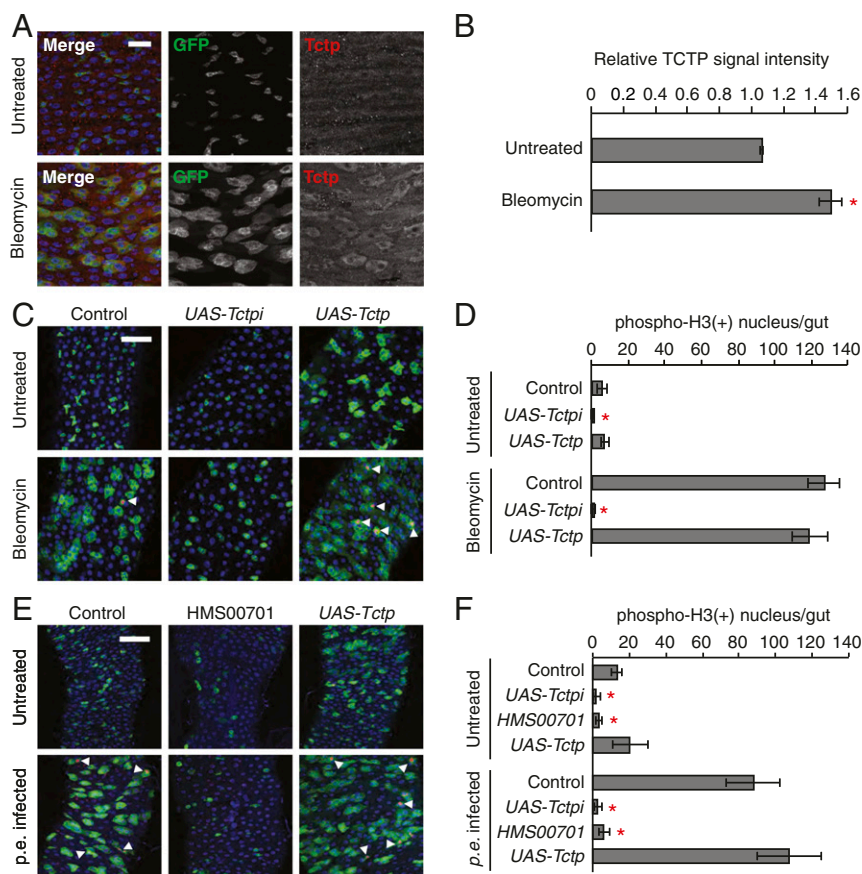 A
Merge
GFP
Tctp
Untreated
Merge
GFP
Tctp
Bleomycin
B
Relative TCTP signal intensity
0 0.2 0.4 0.6 0.8 1.0 1.2 1.4 1.6
Untreated
Bleomycin *
C
Control UAS-Tctpi UAS-Tctp
Untreated
Bleomycin
D
phospho-H3(+) nucleus/gut
0 20 40 60 80 100 120 140
Untreated
Control
UAS-Tctpi *
UAS-Tctp
Bleomycin
Control
UAS-Tctpi *
UAS-Tctp
E
Control HMS00701 UAS-Tctp
Untreated
p.e. infected
F
phospho-H3(+) nucleus/gut
0 20 40 60 80 100 120 140
Untreated
Control
UAS-Tctpi *
HMS00701 *
UAS-Tctp
p.e. infected
Control
UAS-Tctpi *
HMS00701 *
UAS-Tctp